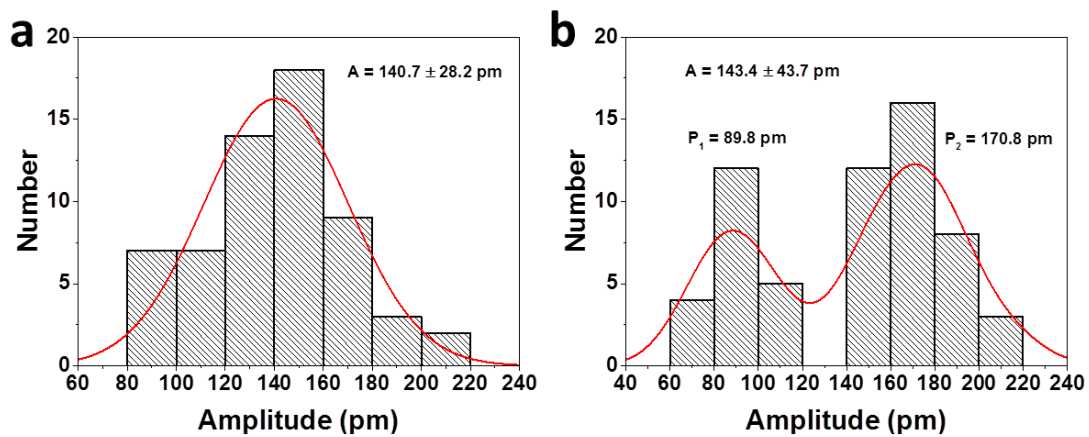 a
A = 140.7 ± 28.2 pm
Number
20
15
10
5
0
60 80 100 120 140 160 180 200 220 240
Amplitude (pm)
b
A = 143.4 ± 43.7 pm
P1 = 89.8 pm
P2 = 170.8 pm
Number
20
15
10
5
0
40 60 80 100 120 140 160 180 200 220 240
Amplitude (pm)